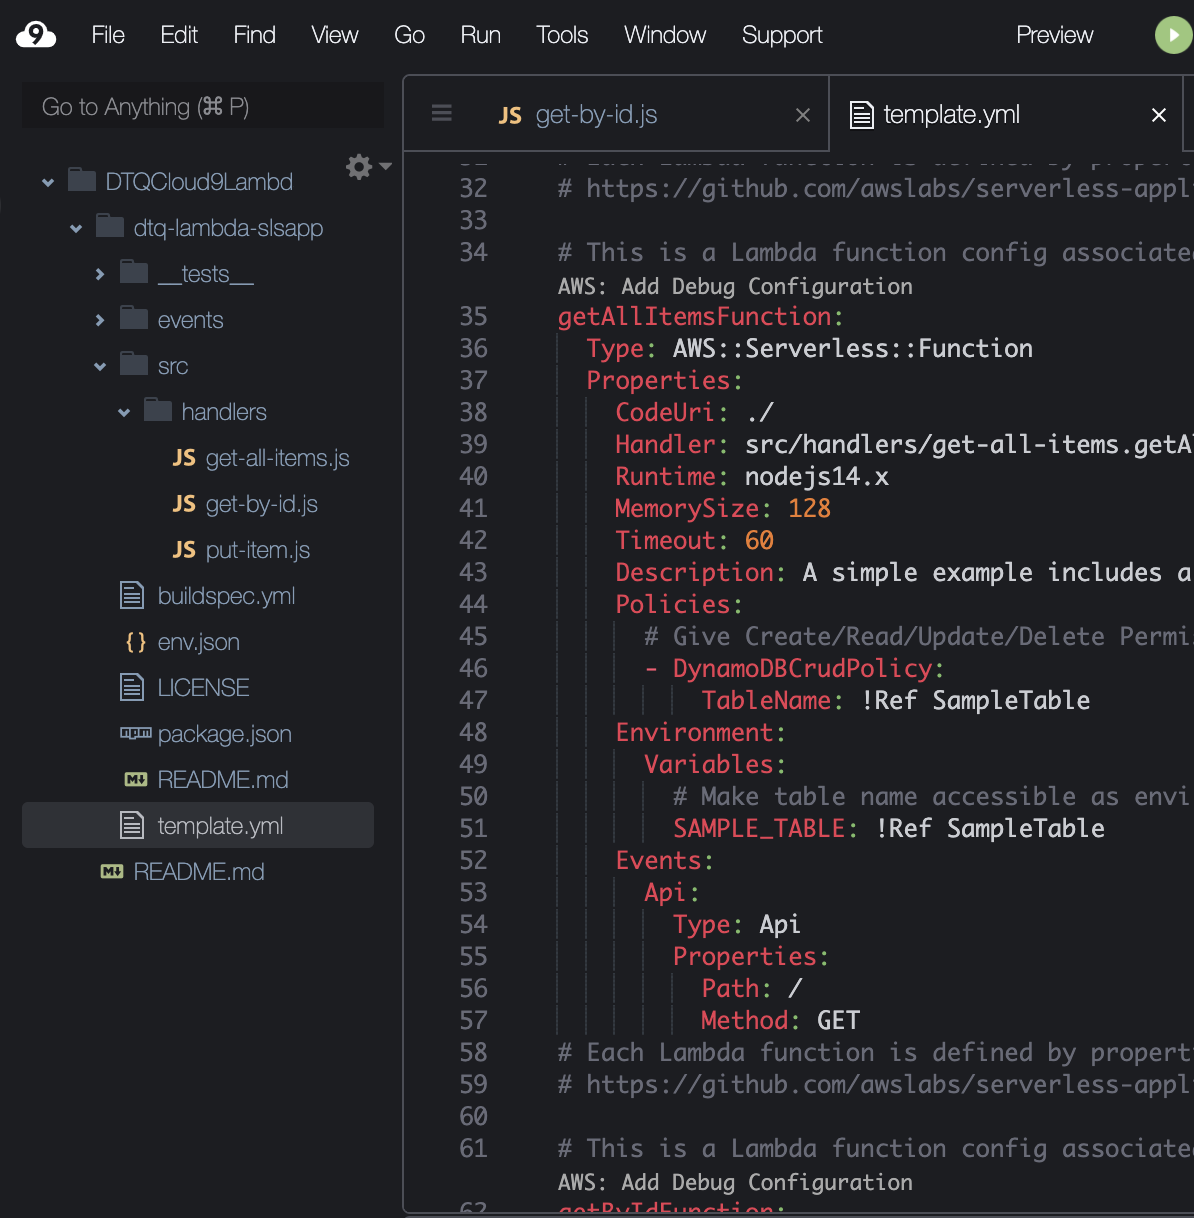 9 File Edit Find View Go Run Tools Window Support Preview
Go to Anything (⌘ P)
DTQCloud9Lambd
dtq-lambda-slsapp
__tests__
events
src
handlers
JS get-all-items.js
JS get-by-id.js
JS put-item.js
buildspec.yml
{} env.json
LICENSE
package.json
M README.md
template.yml
M README.md
JS get-by-id.js ×
template.yml ×
31 # Each Lambda function is defined by propert
32 # https://github.com/awslabs/serverless-appl
33
34 # This is a Lambda function config associate
AWS: Add Debug Configuration
35 getAllItemsFunction:
36 Type: AWS::Serverless::Function
37 Properties:
38 CodeUri: ./
39 Handler: src/handlers/get-all-items.getA
40 Runtime: nodejs14.x
41 MemorySize: 128
42 Timeout: 60
43 Description: A simple example includes a
44 Policies:
45 # Give Create/Read/Update/Delete Permi
46 - DynamoDBCrudPolicy:
47 TableName: !Ref SampleTable
48 Environment:
49 Variables:
50 # Make table name accessible as envi
51 SAMPLE_TABLE: !Ref SampleTable
52 Events:
53 Api:
54 Type: Api
55 Properties:
56 Path: /
57 Method: GET
58 # Each Lambda function is defined by propert
59 # https://github.com/awslabs/serverless-appl
60
61 # This is a Lambda function config associate
AWS: Add Debug Configuration
62 getByIdFunction: